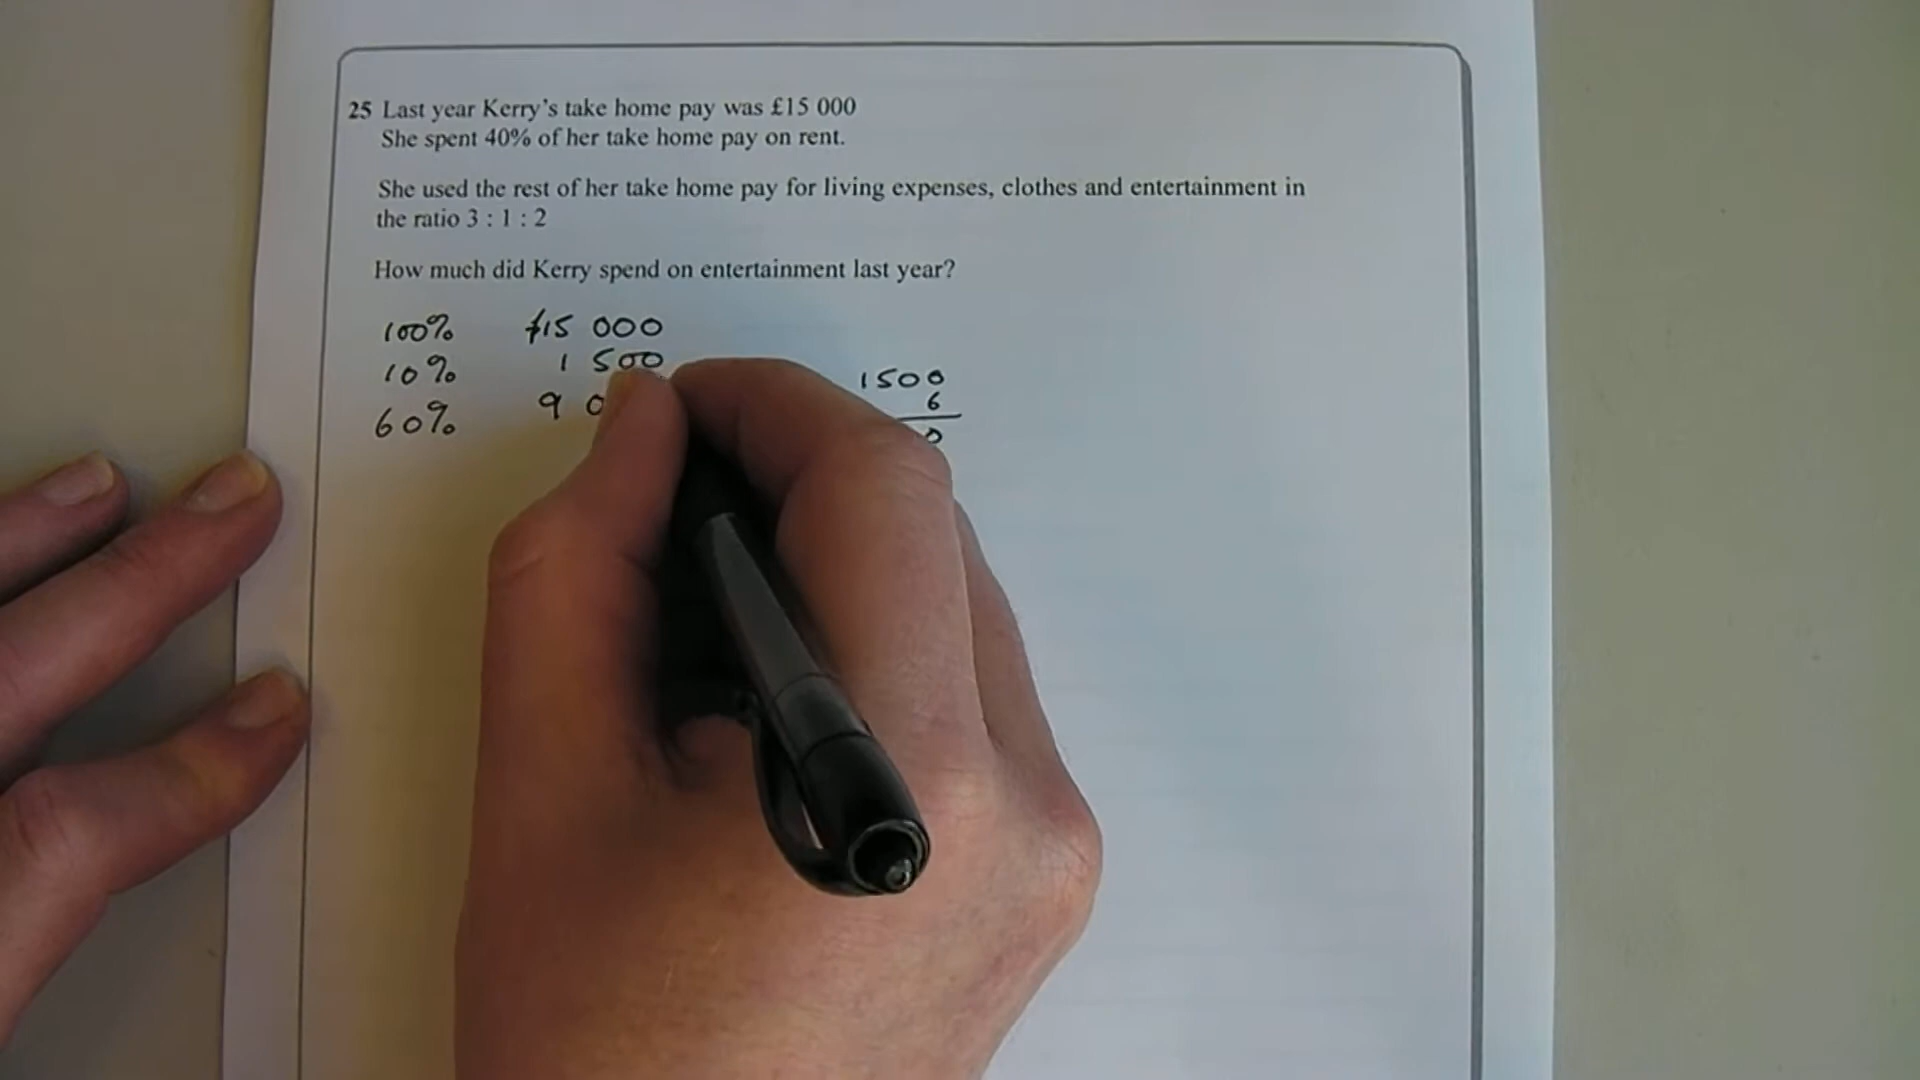 25 Last year Kerry's take home pay was £15 000
She spent 40% of her take home pay on rent.
She used the rest of her take home pay for living expenses, clothes and entertainment in
the ratio 3 : 1 : 2
How much did Kerry spend on entertainment last year?
100% £15 000
10% 1 500
60% 9 0
1500
6
0